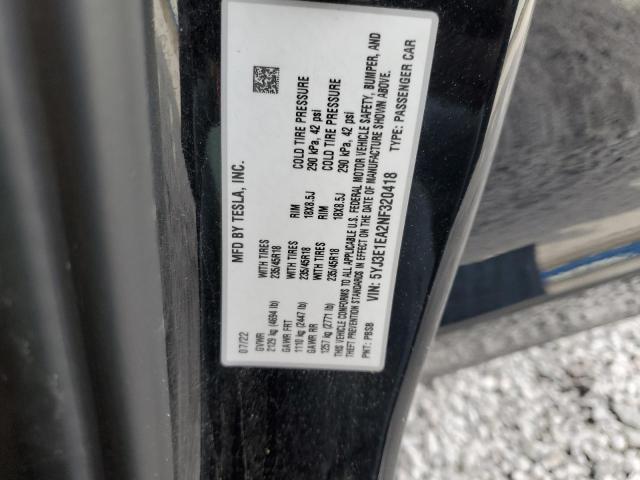 MFD BY TESLA, INC.
07/22
GVWR
2129 kg (4694 lb)
WITH TIRES
235/45R18
RIM
18X8.5J
COLD TIRE PRESSURE
290 kPa, 42 psi
GAWR FRT
1110 kg (2447 lb)
WITH TIRES
235/45R18
RIM
18X8.5J
COLD TIRE PRESSURE
290 kPa, 42 psi
GAWR RR
1257 kg (2771 lb)
WITH TIRES
235/45R18
THIS VEHICLE CONFORMS TO ALL APPLICABLE U.S. FEDERAL MOTOR VEHICLE SAFETY, BUMPER, AND
THEFT PREVENTION STANDARDS IN EFFECT ON THE DATE OF MANUFACTURE SHOWN ABOVE.
VIN: 5YJ3E1EA2NF320418
TYPE: PASSENGER CAR
PNT: PBSB